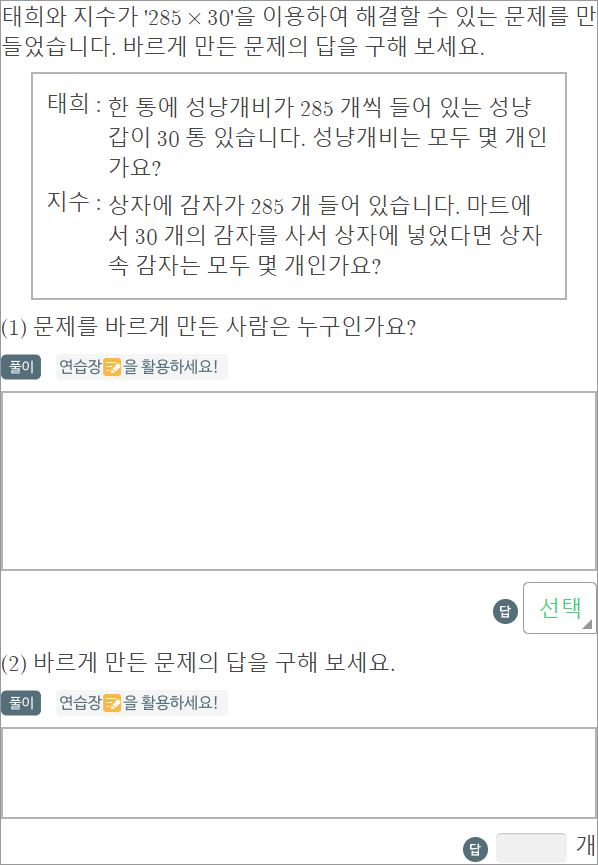 태희와 지수가 '285 × 30'을 이용하여 해결할 수 있는 문제를 만
들었습니다. 바르게 만든 문제의 답을 구해 보세요.
태희 : 한 통에 성냥개비가 285 개씩 들어 있는 성냥
갑이 30 통 있습니다. 성냥개비는 모두 몇 개인
가요?
지수 : 상자에 감자가 285 개 들어 있습니다. 마트에
서 30 개의 감자를 사서 상자에 넣었다면 상자
속 감자는 모두 몇 개인가요?
(1) 문제를 바르게 만든 사람은 누구인가요?
풀이 연습장을 활용하세요!
답 선택
(2) 바르게 만든 문제의 답을 구해 보세요.
풀이 연습장을 활용하세요!
답 개